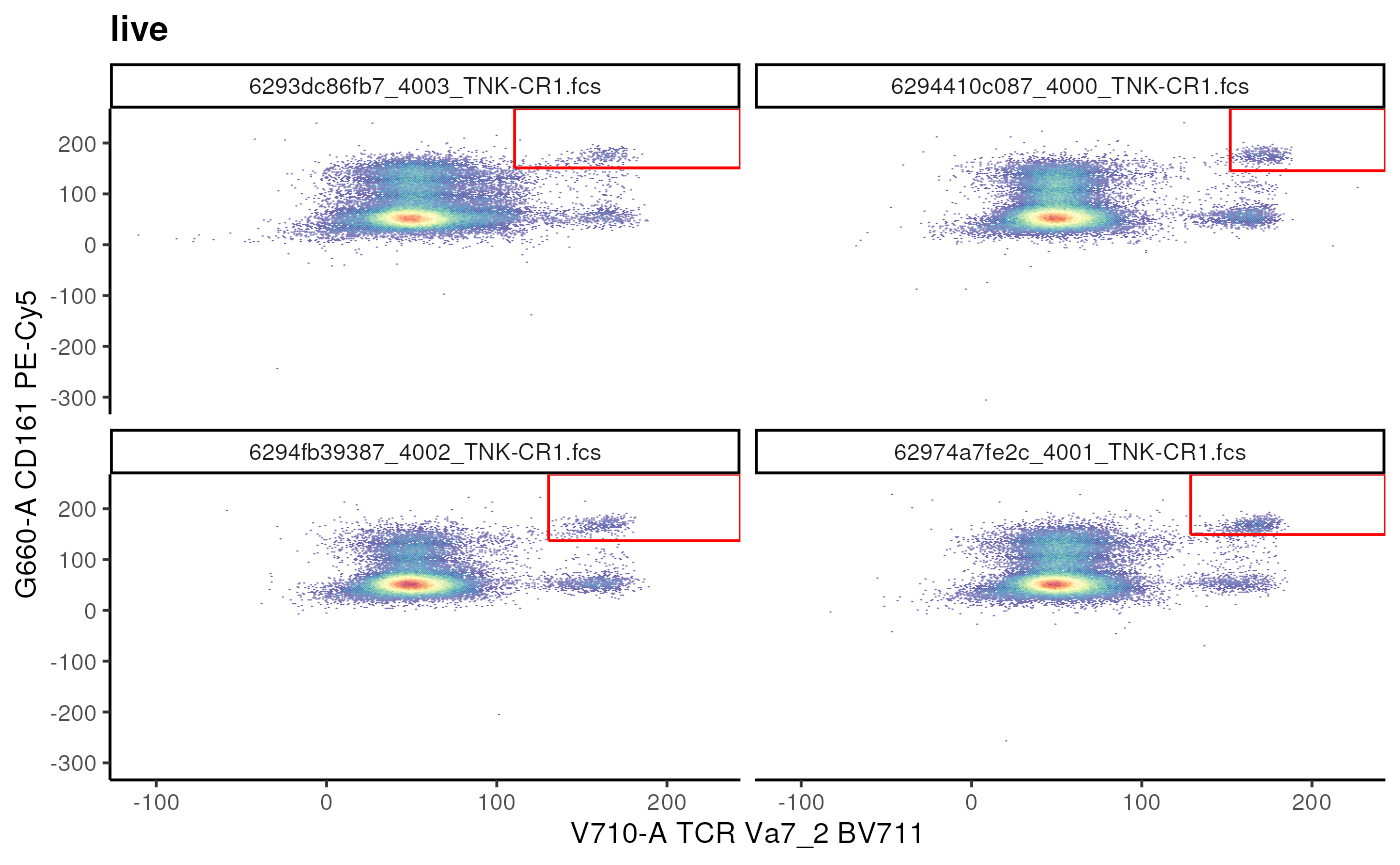 live
6293dc86fb7_4003_TNK-CR1.fcs
6294410c087_4000_TNK-CR1.fcs
200
100
0
-100
-200
-300
6294fb39387_4002_TNK-CR1.fcs
62974a7fe2c_4001_TNK-CR1.fcs
200
100
0
-100
-200
-300
G660-A CD161 PE-Cy5
-100 0 100 200 -100 0 100 200
V710-A TCR Va7_2 BV711